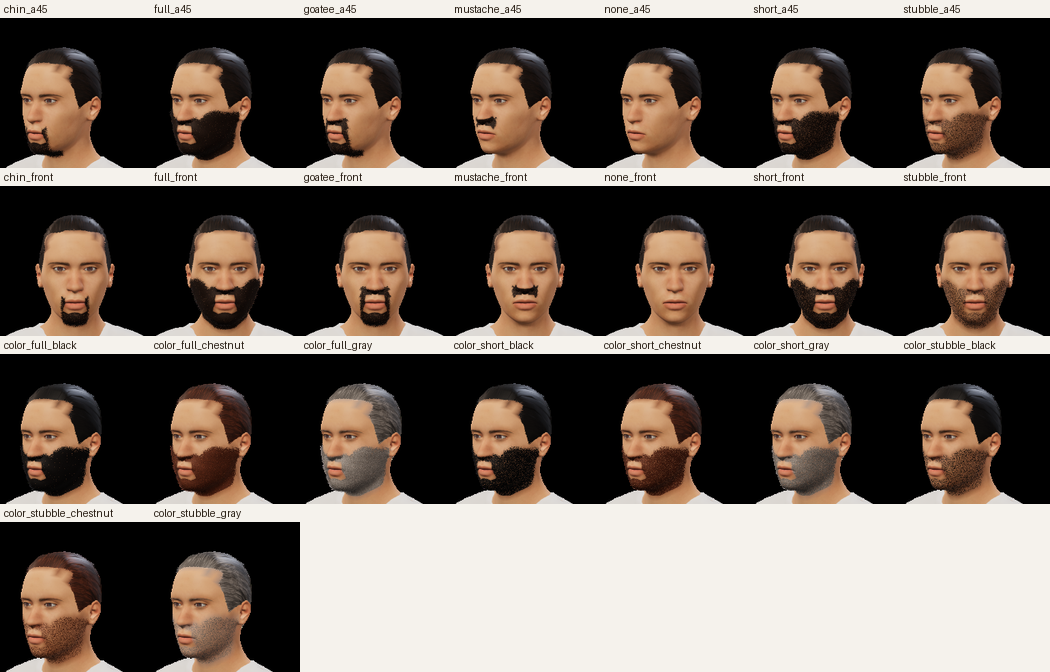 chin_a45 full_a45 goatee_a45 mustache_a45 none_a45 short_a45 stubble_a45
chin_front full_front goatee_front mustache_front none_front short_front stubble_front
color_full_black color_full_chestnut color_full_gray color_short_black color_short_chestnut color_short_gray color_stubble_black
color_stubble_chestnut color_stubble_gray